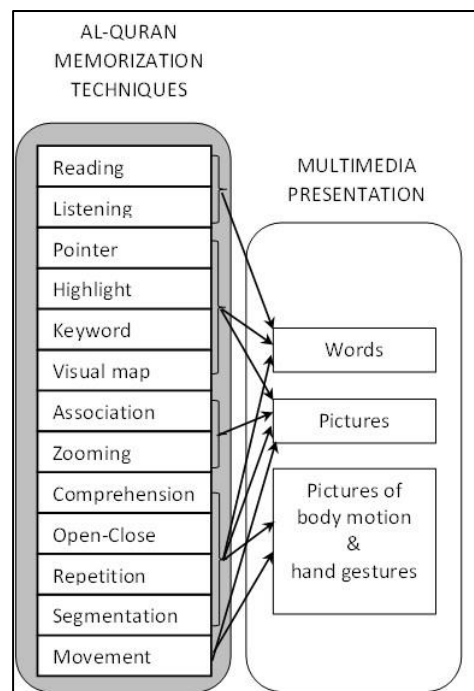 AL-QURAN
MEMORIZATION
TECHNIQUES
Reading
Listening
Pointer
Highlight
Keyword
Visual map
Association
Zooming
Comprehension
Open-Close
Repetition
Segmentation
Movement
MULTIMEDIA
PRESENTATION
Words
Pictures
Pictures of
body motion
&
hand gestures